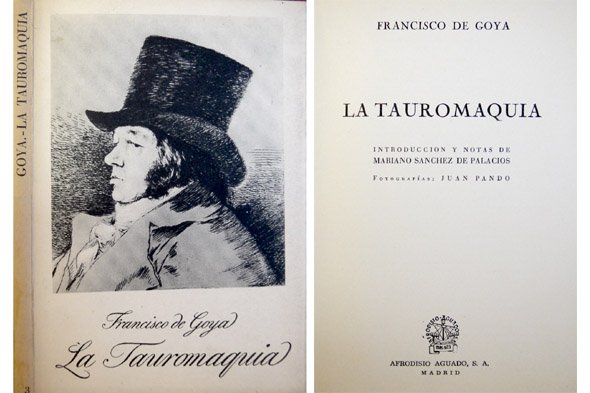 GOYA.-LA TAUROMAQUIA
3
Francisco de Goya
La Tauromaquia
FRANCISCO DE GOYA
LA TAUROMAQUIA
INTRODUCCION Y NOTAS DE
MARIANO SANCHEZ DE PALACIOS
FOTOGRAFÍAS: JUAN PANDO
AFRODISIO AGUADO, S. A.
MADRID